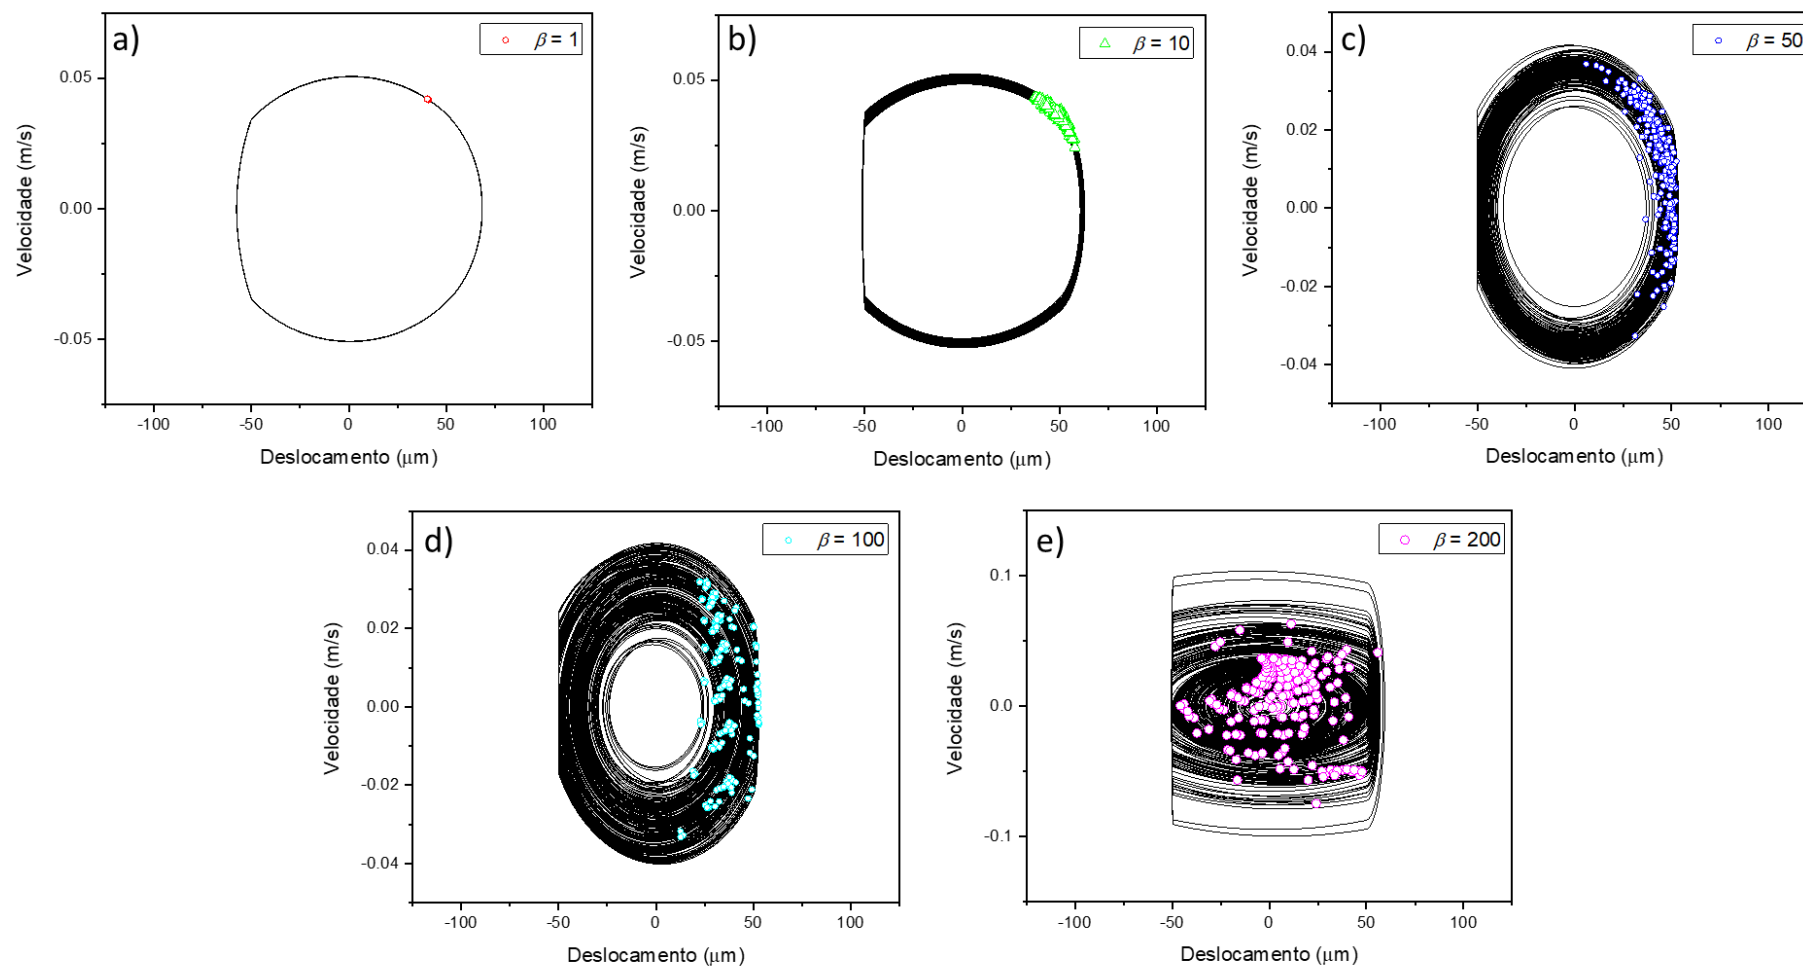 a)
β = 1
0.05
0.00
-0.05
Velocidade (m/s)
-100
-50
0
50
100
Deslocamento (μm)
b)
β = 10
0.05
0.00
-0.05
Velocidade (m/s)
-100
-50
0
50
100
Deslocamento (μm)
c)
β = 50
0.04
0.02
0.00
-0.02
-0.04
Velocidade (m/s)
-100
-50
0
50
100
Deslocamento (μm)
d)
β = 100
0.04
0.02
0.00
-0.02
-0.04
Velocidade (m/s)
-100
-50
0
50
100
Deslocamento (μm)
e)
β = 200
0.1
0.0
-0.1
Velocidade (m/s)
-100
-50
0
50
100
Deslocamento (μm)